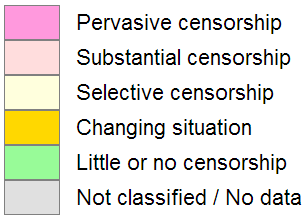 Pervasive censorship
Substantial censorship
Selective censorship
Changing situation
Little or no censorship
Not classified / No data